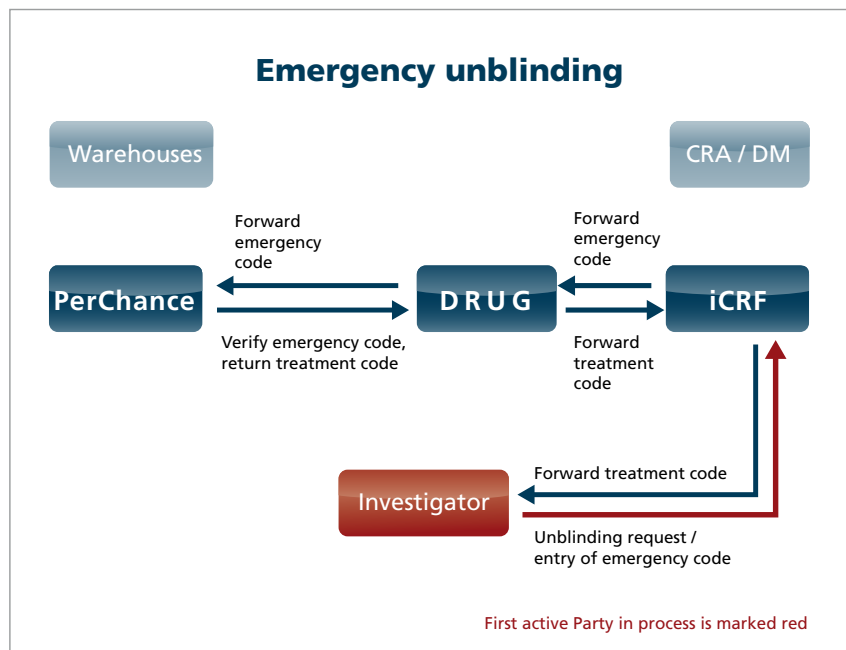 Emergency unblinding
Warehouses
CRA / DM
Forward
emergency
code
Forward
emergency
code
PerChance
DRUG
iCRF
Verify emergency code,
return treatment code
Forward
treatment
code
Forward treatment code
Investigator
Unblinding request /
entry of emergency code
First active Party in process is marked red